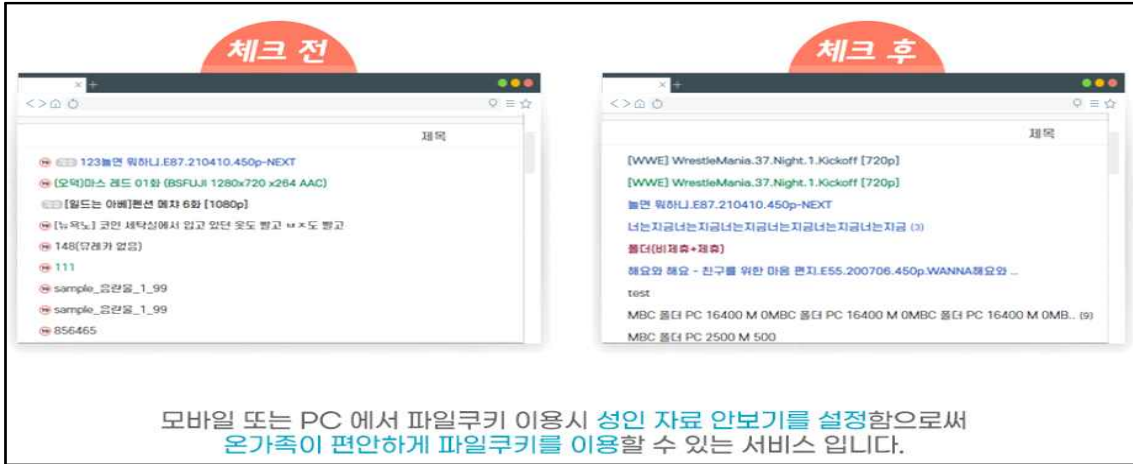 체크 전
제목
123놀면 뭐하니.E87.210410.450p-NEXT
(오덕)마스 레드 01화 (BSFUJI 1280x720 x264 AAC)
[일드는 아베]펜션 메챠 6화 [1080p]
[뉴욕노] 코인 세탁실에서 입고 있던 옷도 빨고 ㅂㅈ도 빨고
148(뮤레카 없음)
111
sample_음란물_1_99
sample_음란물_1_99
856465
체크 후
제목
[WWE] WrestleMania.37.Night.1.Kickoff [720p]
[WWE] WrestleMania.37.Night.1.Kickoff [720p]
놀면 뭐하니.E87.210410.450p-NEXT
너는지금너는지금너는지금너는지금너는지금너는지금 (3)
폴더(비제휴+제휴)
해요와 해요 - 친구를 위한 마음 편지.E55.200706.450p.WANNA해요와 ..
test
MBC 폴더 PC 16400 M 0MBC 폴더 PC 16400 M 0MBC 폴더 PC 16400 M 0MB.. (9)
MBC 폴더 PC 2500 M 500
모바일 또는 PC 에서 파일쿠키 이용시 성인 자료 안보기를 설정함으로써
온가족이 편안하게 파일쿠키를 이용할 수 있는 서비스 입니다.